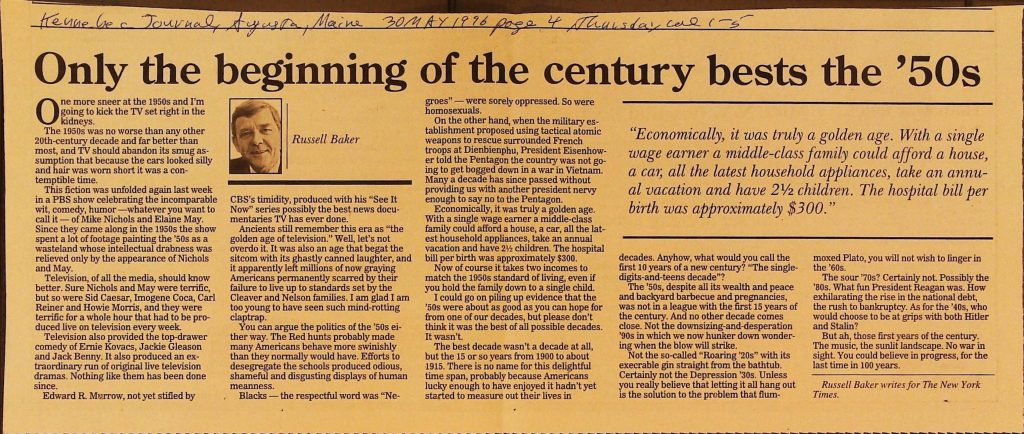 Kennebec Journal, Augusta, Maine 30 MAY 1996 page 4 Thursday, col 1-5
Only the beginning of the century bests the ’50s
One more sneer at the 1950s and I'm
going to kick the TV set right in the
kidneys.
The 1950s was no worse than any other
20th-century decade and far better than
most, and TV should abandon its smug as-
sumption that because the cars looked silly
and hair was worn short it was a con-
temptible time.
This fiction was unfolded again last week
in a PBS show celebrating the incomparable
wit, comedy, humor —whatever you want to
call it — of Mike Nichols and Elaine May.
Since they came along in the 1950s the show
spent a lot of footage painting the '50s as a
wasteland whose intellectual drabness was
relieved only by the appearance of Nichols
and May.
Television, of all the media, should know
better. Sure Nichols and May were terrific,
but so were Sid Caesar, Imogene Coca, Carl
Reiner and Howie Morris, and they were
terrific for a whole hour that had to be pro-
duced live on television every week.
Television also provided the top-drawer
comedy of Ernie Kovacs, Jackie Gleason
and Jack Benny. It also produced an ex-
traordinary run of original live television
dramas. Nothing like them has been done
since.
Edward R. Murrow, not yet stifled by
Russell Baker
CBS's timidity, produced with his "See It
Now" series possibly the best news docu-
mentaries TV has ever done.
Ancients still remember this era as "the
golden age of television." Well, let's not
overdo it. It was also an age that begat the
sitcom with its ghastly canned laughter, and
it apparently left millions of now graying
Americans permanently scarred by their
failure to live up to standards set by the
Cleaver and Nelson families. I am glad I am
too young to have seen such mind-rotting
claptrap.
You can argue the politics of the '50s ei-
ther way. The Red hunts probably made
many Americans behave more swinishly
than they normally would have. Efforts to
desegregate the schools produced odious,
shameful and disgusting displays of human
meanness.
Blacks — the respectful word was "Ne-
groes" — were sorely oppressed. So were
homosexuals.
On the other hand, when the military es-
tablishment proposed using tactical atomic
weapons to rescue surrounded French
troops at Dienbienphu, President Eisenhow-
er told the Pentagon the country was not go-
ing to get bogged down in a war in Vietnam.
Many a decade has since passed without
providing us with another president nervy
enough to say no to the Pentagon.
Economically, it was truly a golden age.
With a single wage earner a middle-class
family could afford a house, a car, all the lat-
est household appliances, take an annual
vacation and have 2½ children. The hospital
bill per birth was approximately $300.
Now of course it takes two incomes to
match the 1950s standard of living, even if
you hold the family down to a single child.
I could go on piling up evidence that the
'50s were about as good as you can hope for
from one of our decades, but please don't
think it was the best of all possible decades.
It wasn't.
The best decade wasn't a decade at all,
but the 15 or so years from 1900 to about
1915. There is no name for this delightful
time span, probably because Americans
lucky enough to have enjoyed it hadn't yet
started to measure out their lives in
“Economically, it was truly a golden age. With a single
wage earner a middle-class family could afford a house,
a car, all the latest household appliances, take an annu-
al vacation and have 2½ children. The hospital bill per
birth was approximately $300.”
decades. Anyhow, what would you call the
first 10 years of a new century? "The single-
digits-and-teens decade"?
The '50s, despite all its wealth and peace
and backyard barbecue and pregnancies,
was not in a league with the first 15 years of
the century. And no other decade comes
close. Not the downsizing-and-desperation
'90s in which we now hunker down wonder-
ing when the blow will strike.
Not the so-called "Roaring '20s" with its
execrable gin straight from the bathtub.
Certainly not the Depression '30s. Unless
you really believe that letting it all hang out
is the solution to the problem that flum-
moxed Plato, you will not wish to linger in
the '60s.
The sour '70s? Certainly not. Possibly the
'80s. What fun President Reagan was. How
exhilarating the rise in the national debt,
the rush to bankruptcy. As for the '40s, who
would choose to be at grips with both Hitler
and Stalin?
But ah, those first years of the century.
The music, the sunlit landscape. No war in
sight. You could believe in progress, for the
last time in 100 years.
Russell Baker writes for The New York
Times.